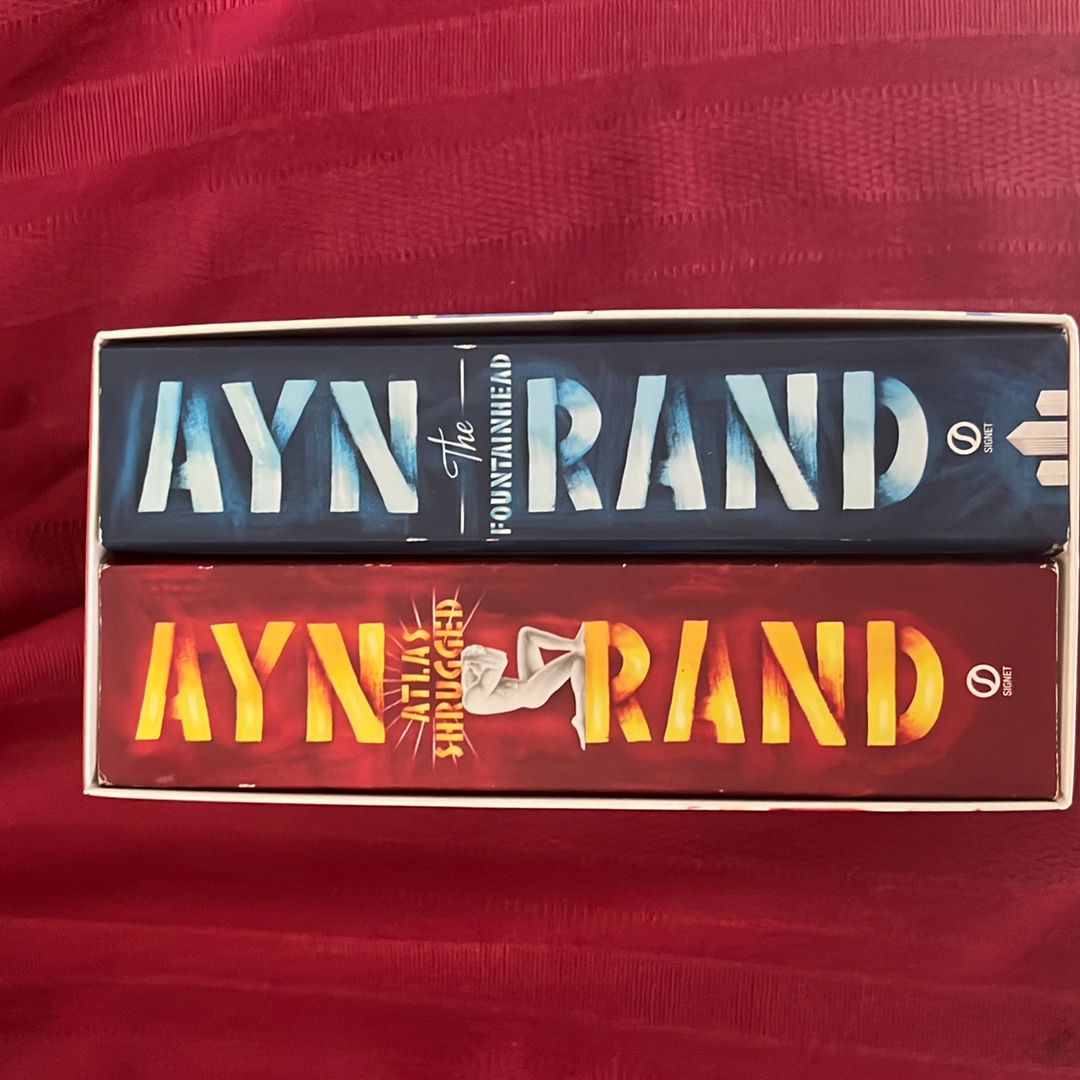 AYN
The
FOUNTAINHEAD
RAND
SIGNET
AYN
ATLAS
SHRUGGED
RAND
SIGNET